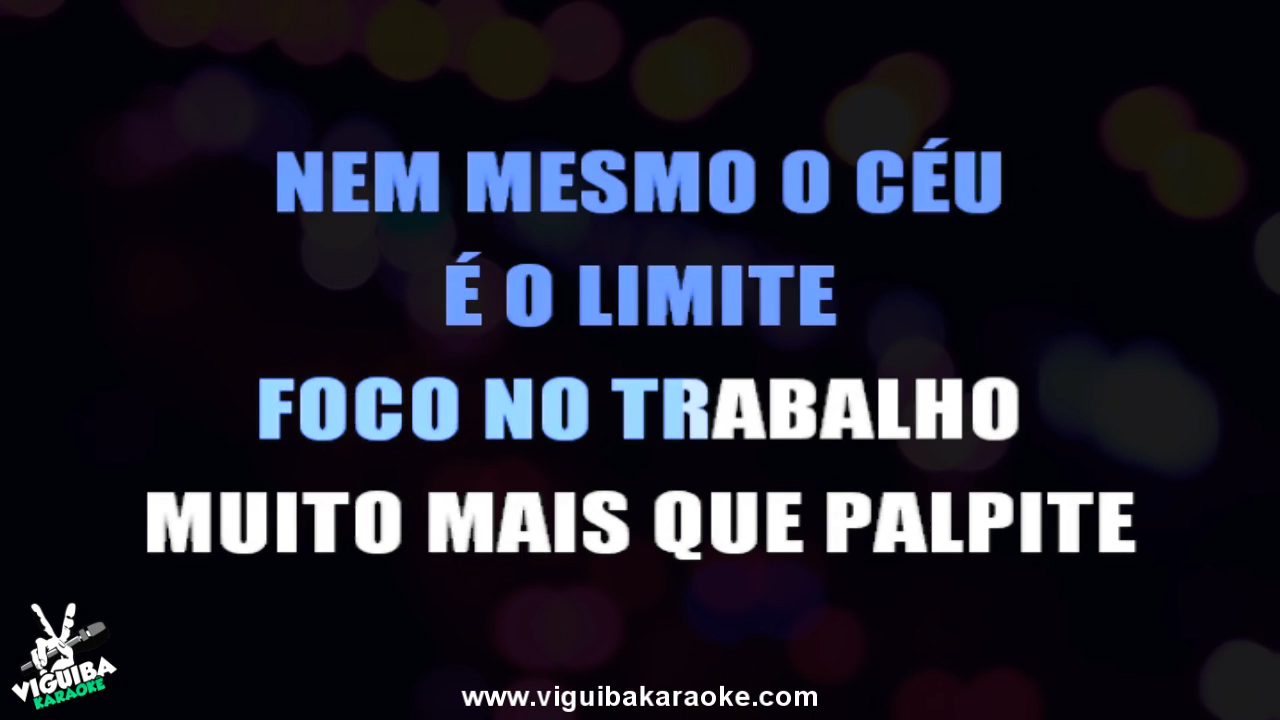 NEM MESMO O CÉU
É O LIMITE
FOCO NO TRABALHO
MUITO MAIS QUE PALPITE
VIGUIBA
KARAOKE
www.viguibakaraoke.com